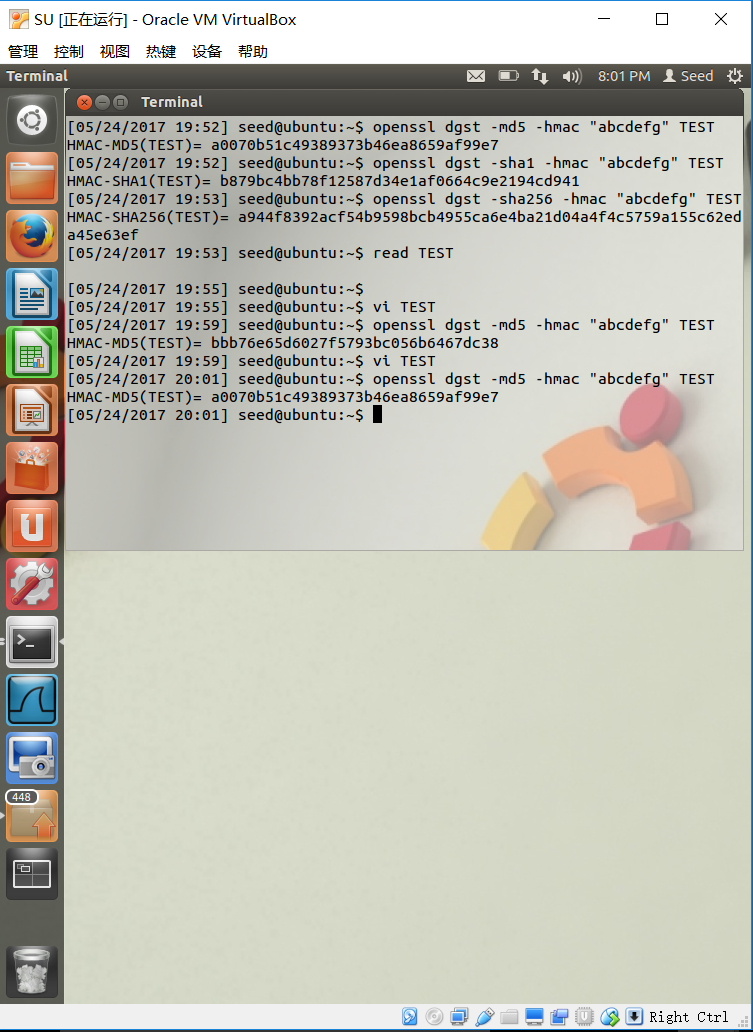 SU [正在运行] - Oracle VM VirtualBox
管理 控制 视图 热键 设备 帮助
Terminal 8:01 PM Seed
Terminal
[05/24/2017 19:52] seed@ubuntu:~$ openssl dgst -md5 -hmac "abcdefg" TEST
HMAC-MD5(TEST)= a0070b51c49389373b46ea8659af99e7
[05/24/2017 19:52] seed@ubuntu:~$ openssl dgst -sha1 -hmac "abcdefg" TEST
HMAC-SHA1(TEST)= b879bc4bb78f12587d34e1af0664c9e2194cd941
[05/24/2017 19:53] seed@ubuntu:~$ openssl dgst -sha256 -hmac "abcdefg" TEST
HMAC-SHA256(TEST)= a944f8392acf54b9598bcb4955ca6e4ba21d04a4f4c5759a155c62ed
a45e63ef
[05/24/2017 19:53] seed@ubuntu:~$ read TEST
[05/24/2017 19:55] seed@ubuntu:~$
[05/24/2017 19:55] seed@ubuntu:~$ vi TEST
[05/24/2017 19:59] seed@ubuntu:~$ openssl dgst -md5 -hmac "abcdefg" TEST
HMAC-MD5(TEST)= bbb76e65d6027f5793bc056b6467dc38
[05/24/2017 19:59] seed@ubuntu:~$ vi TEST
[05/24/2017 20:01] seed@ubuntu:~$ openssl dgst -md5 -hmac "abcdefg" TEST
HMAC-MD5(TEST)= a0070b51c49389373b46ea8659af99e7
[05/24/2017 20:01] seed@ubuntu:~$
448
Right Ctrl